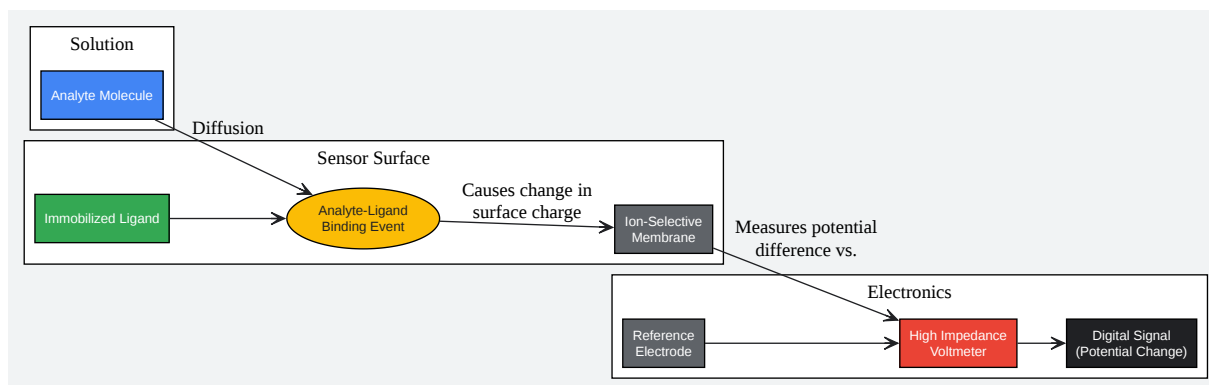 Solution
Analyte Molecule
Diffusion
Sensor Surface
Immobilized Ligand
Analyte-Ligand
Binding Event
Causes change in
surface charge
Ion-Selective
Membrane
Measures potential
difference vs.
Electronics
Reference
Electrode
High Impedance
Voltmeter
Digital Signal
(Potential Change)